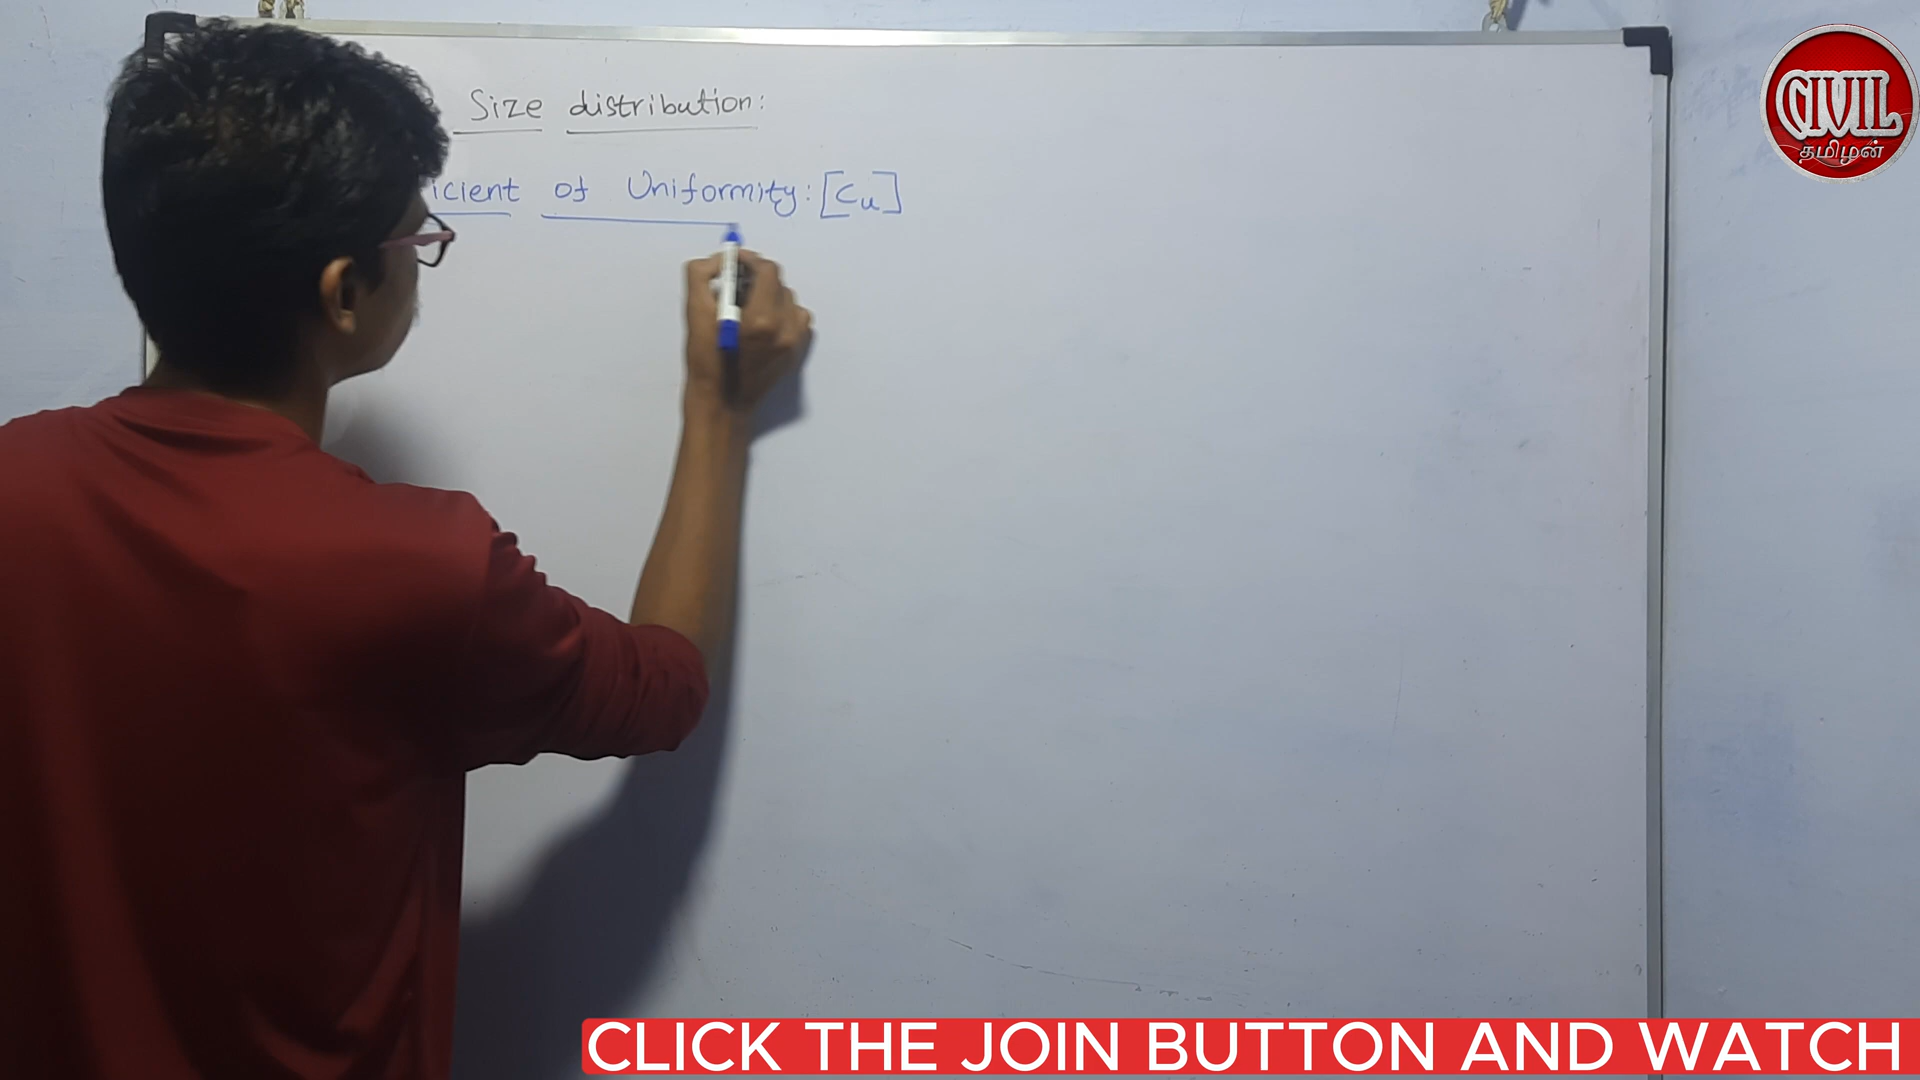 Size distribution:
icient of Uniformity: [Cu]
CIVIL
தமிழன்
CLICK THE JOIN BUTTON AND WATCH